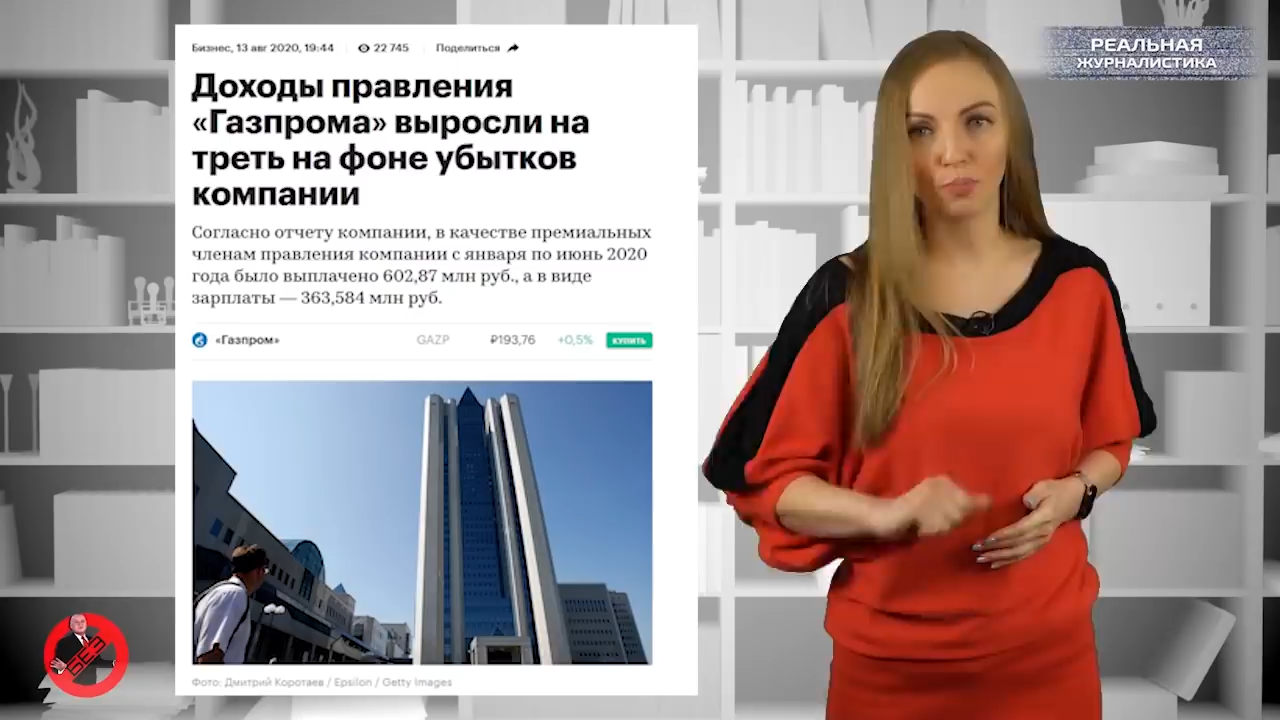 Бизнес, 13 авг 2020, 19:44 22 745 Поделиться
Доходы правления
«Газпрома» выросли на
треть на фоне убытков
компании
Согласно отчету компании, в качестве премиальных
членам правления компании с января по июнь 2020
года было выплачено 602,87 млн руб., а в виде
зарплаты — 363,584 млн руб.
«Газпром» GAZP ₽193,76 +0,5% КУПИТЬ
Фото: Дмитрий Коротаев / Epsilon / Getty Images
РЕАЛЬНАЯ
ЖУРНАЛИСТИКА